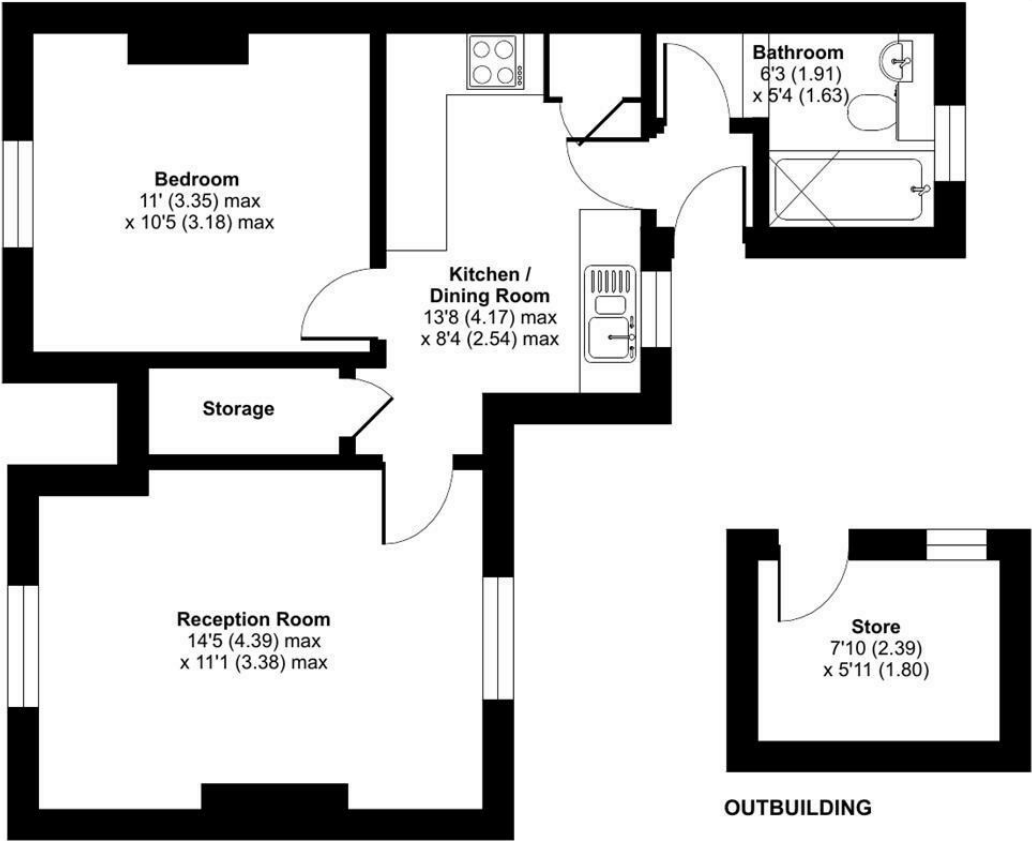 Bathroom
6'3 (1.91)
x 5'4 (1.63)
Bedroom
11' (3.35) max
x 10'5 (3.18) max
Kitchen /
Dining Room
13'8 (4.17) max
x 8'4 (2.54) max
Storage
Reception Room
14'5 (4.39) max
x 11'1 (3.38) max
Store
7'10 (2.39)
x 5'11 (1.80)
OUTBUILDING